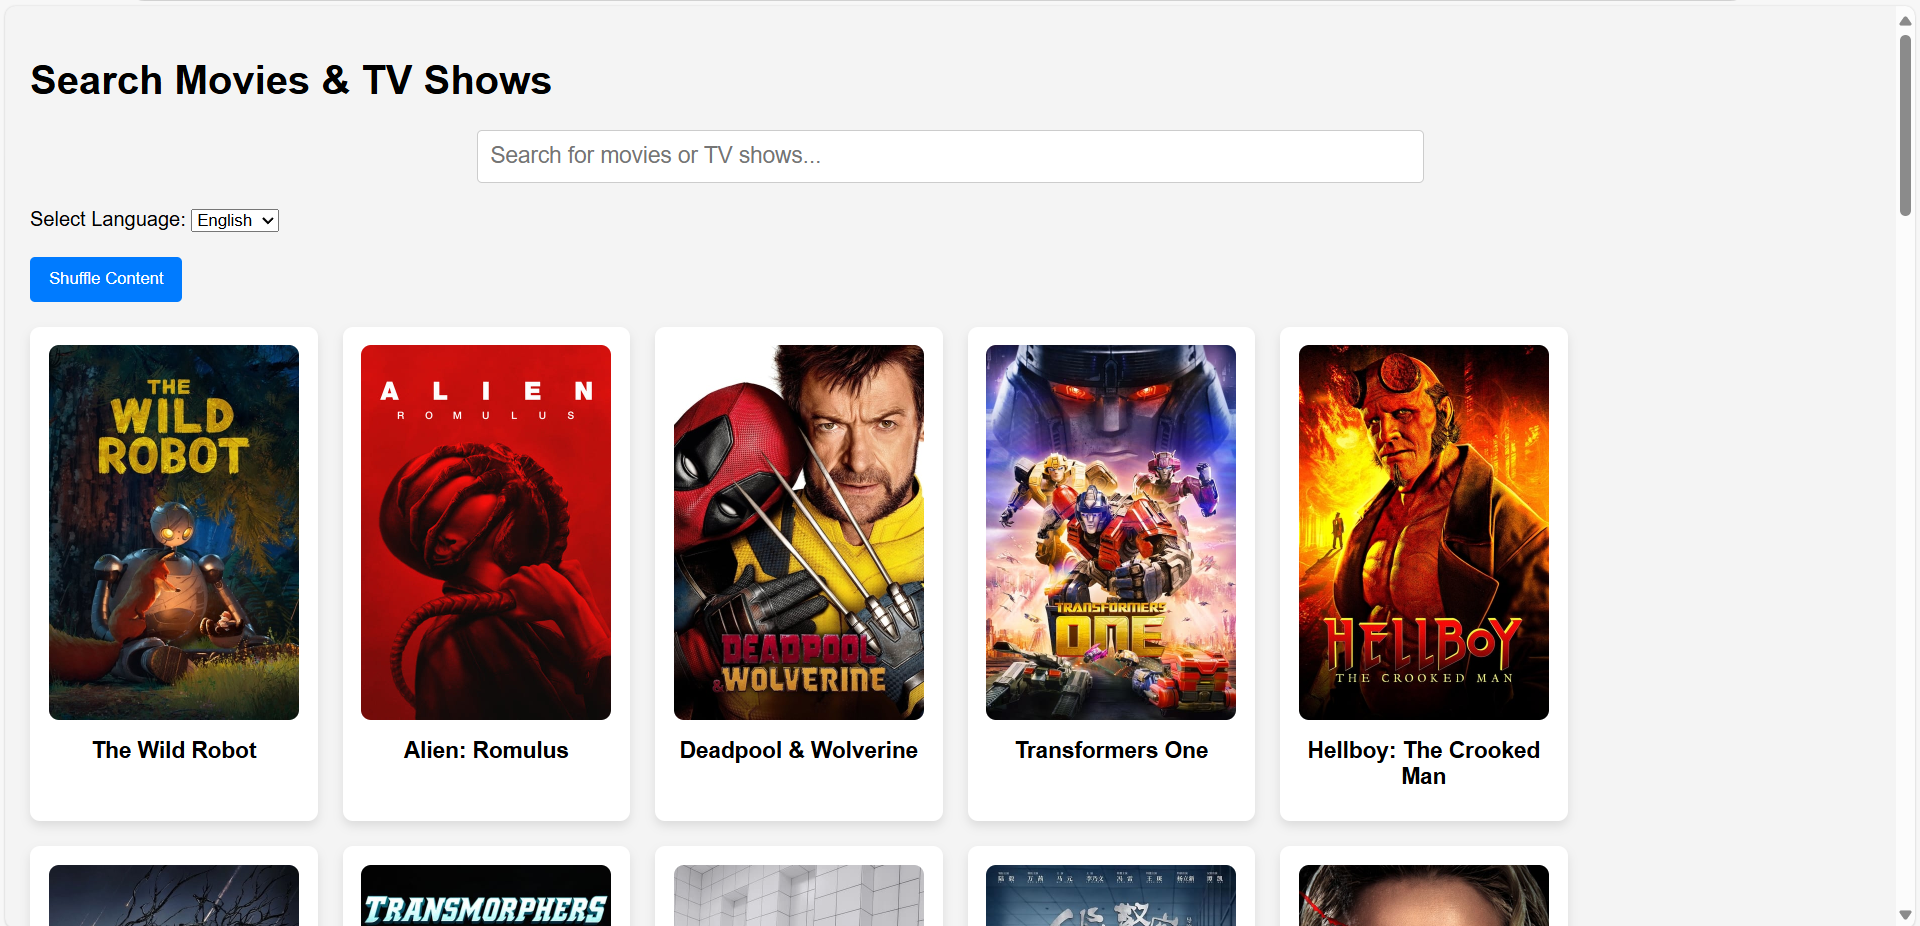 Search Movies & TV Shows
Search for movies or TV shows...
Select Language: English
Shuffle Content
THE
WILD
ROBOT
The Wild Robot
ALIEN
ROMULUS
Alien: Romulus
DEADPOOL
&WOLVERINE
Deadpool & Wolverine
TRANSFORMERS
ONE
Transformers One
HELLBOY
THE CROOKED MAN
Hellboy: The Crooked
Man
TRANSMORPHERS